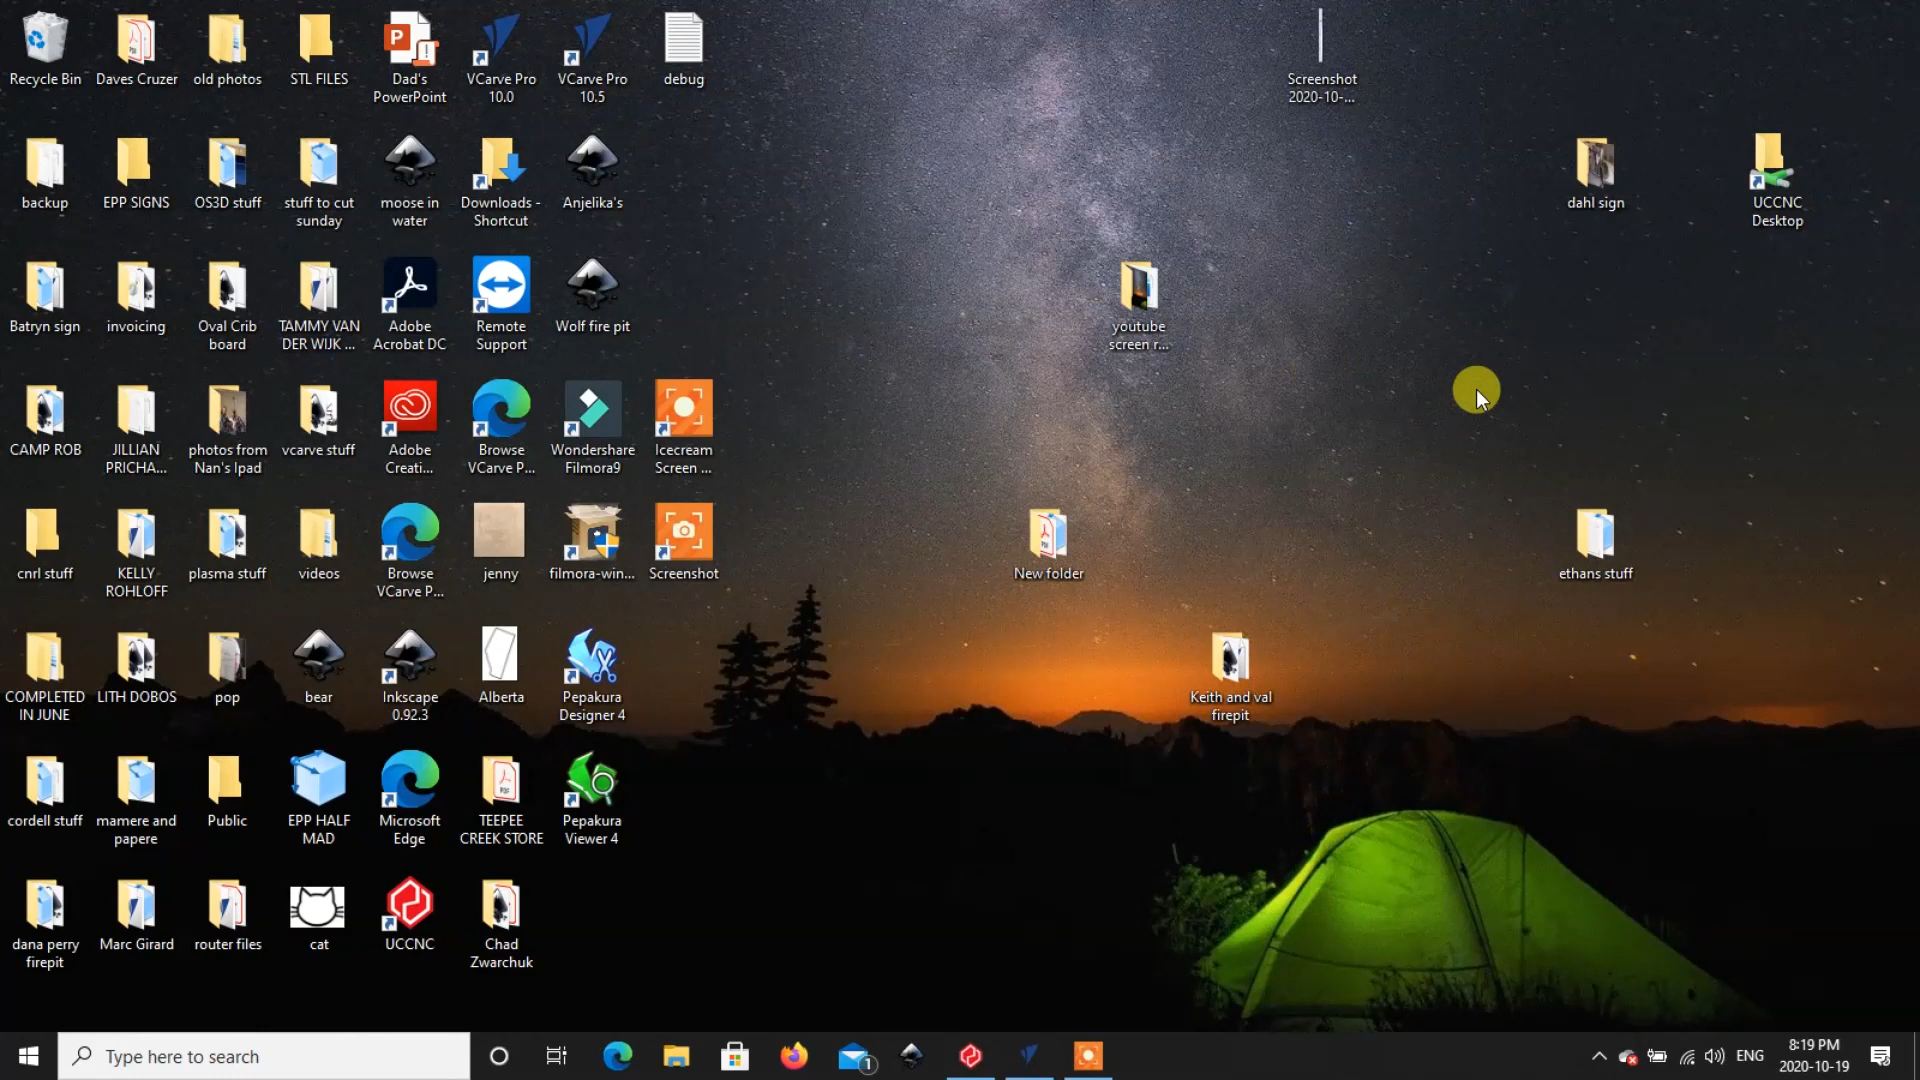 Recycle Bin
Daves Cruzer
old photos
STL FILES
Dad's
PowerPoint
VCarve Pro
10.0
VCarve Pro
10.5
debug
Screenshot
2020-10-...
backup
EPP SIGNS
OS3D stuff
stuff to cut
sunday
moose in
water
Downloads -
Shortcut
Anjelika's
dahl sign
UCCNC
Desktop
Batryn sign
invoicing
Oval Crib
board
TAMMY VAN
DER WIJK ...
Adobe
Acrobat DC
Remote
Support
Wolf fire pit
youtube
screen r...
CAMP ROB
JILLIAN
PRICHA...
photos from
Nan's Ipad
vcarve stuff
Adobe
Creati...
Browse
VCarve P...
Wondershare
Filmora9
Icecream
Screen ...
cnrl stuff
KELLY
ROHLOFF
plasma stuff
videos
Browse
VCarve P...
jenny
filmora-win...
Screenshot
New folder
ethans stuff
COMPLETED
IN JUNE
LITH DOBOS
pop
bear
Inkscape
0.92.3
Alberta
Pepakura
Designer 4
Keith and val
firepit
cordell stuff
mamere and
papere
Public
EPP HALF
MAD
Microsoft
Edge
TEEPEE
CREEK STORE
Pepakura
Viewer 4
dana perry
firepit
Marc Girard
router files
cat
UCCNC
Chad
Zwarchuk
Type here to search
1
ENG
8:19 PM
2020-10-19